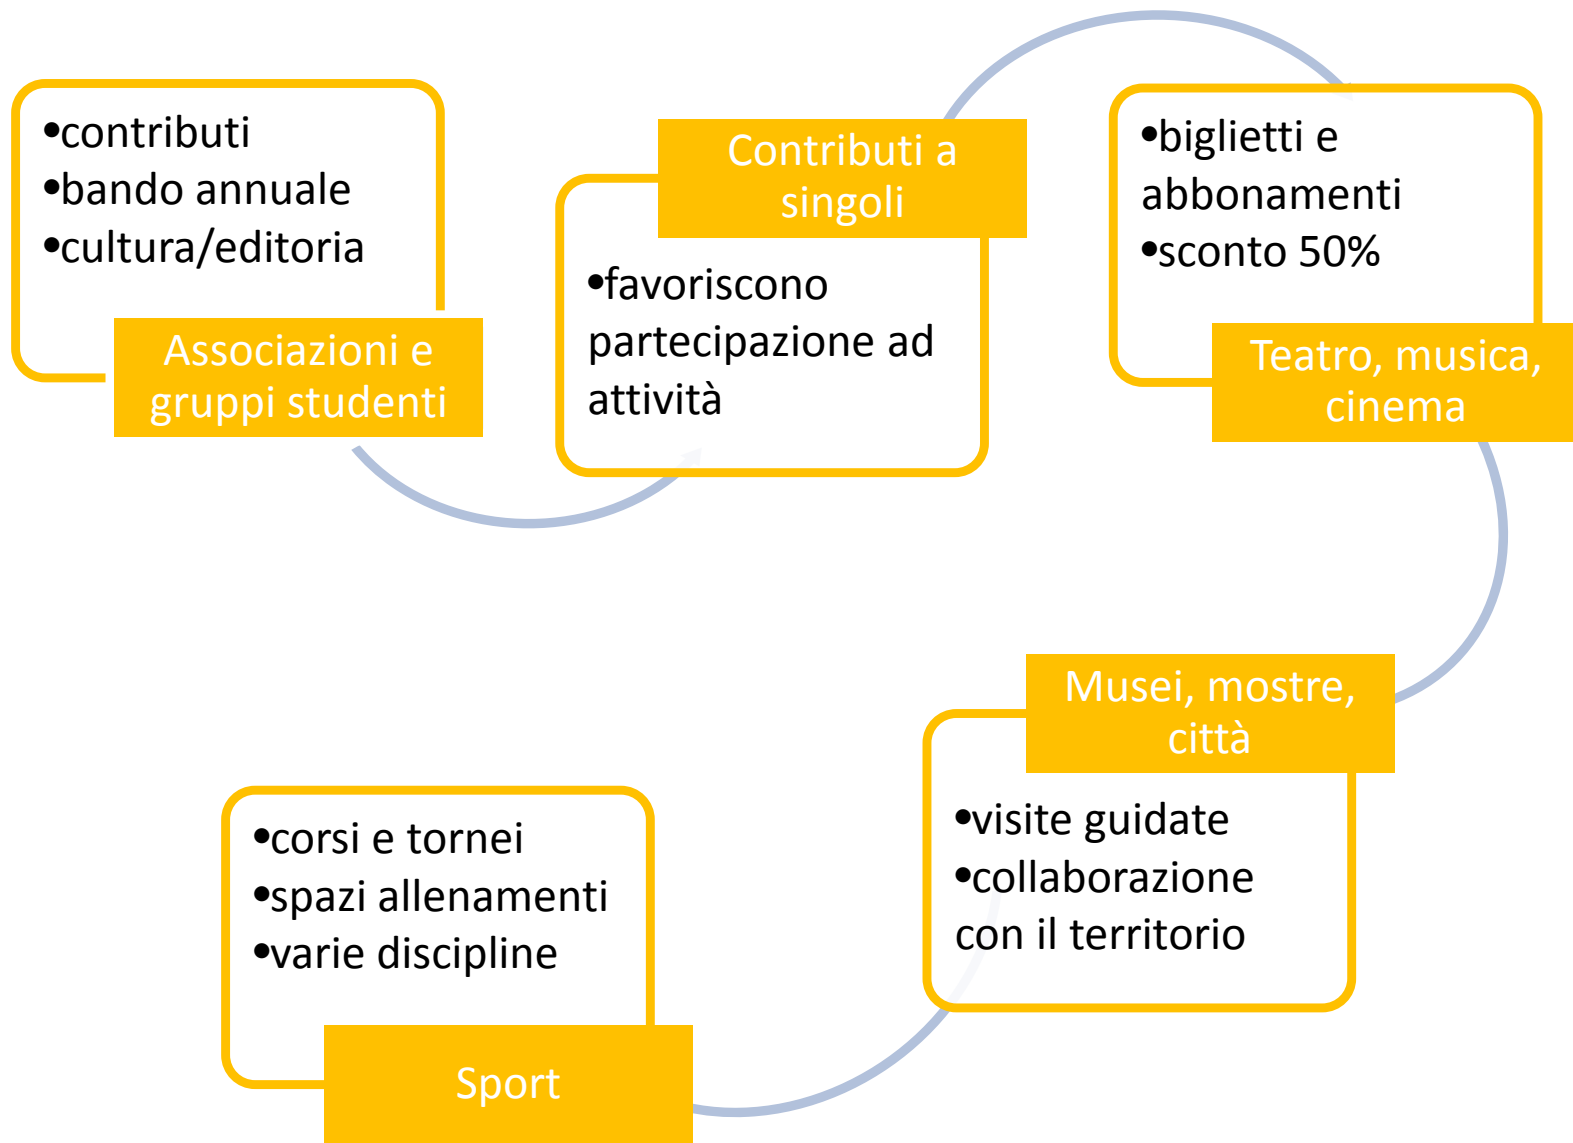 •contributi
•bando annuale
•cultura/editoria
Associazioni e
gruppi studenti
Contributi a
singoli
•favoriscono
partecipazione ad
attività
•biglietti e
abbonamenti
•sconto 50%
Teatro, musica,
cinema
Musei, mostre,
città
•visite guidate
•collaborazione
con il territorio
•corsi e tornei
•spazi allenamenti
•varie discipline
Sport